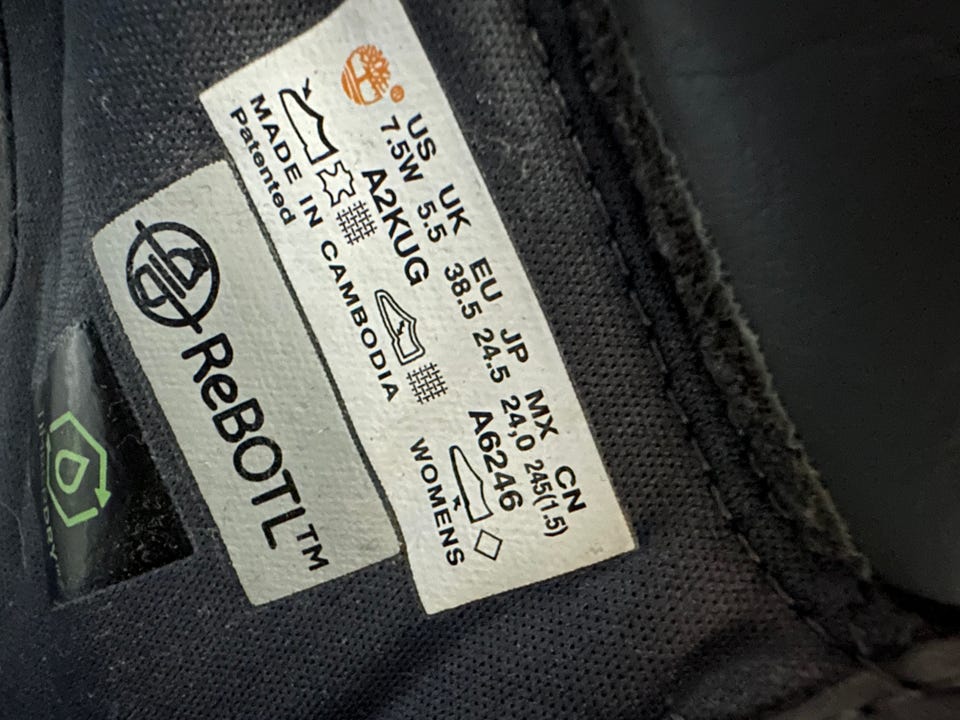 US UK EU JP MX CN
7.5W 5.5 38.5 24.5 24,0 245(1.5)
A2KUG A6246
MADE IN CAMBODIA WOMENS
Patented
ReBOTL™